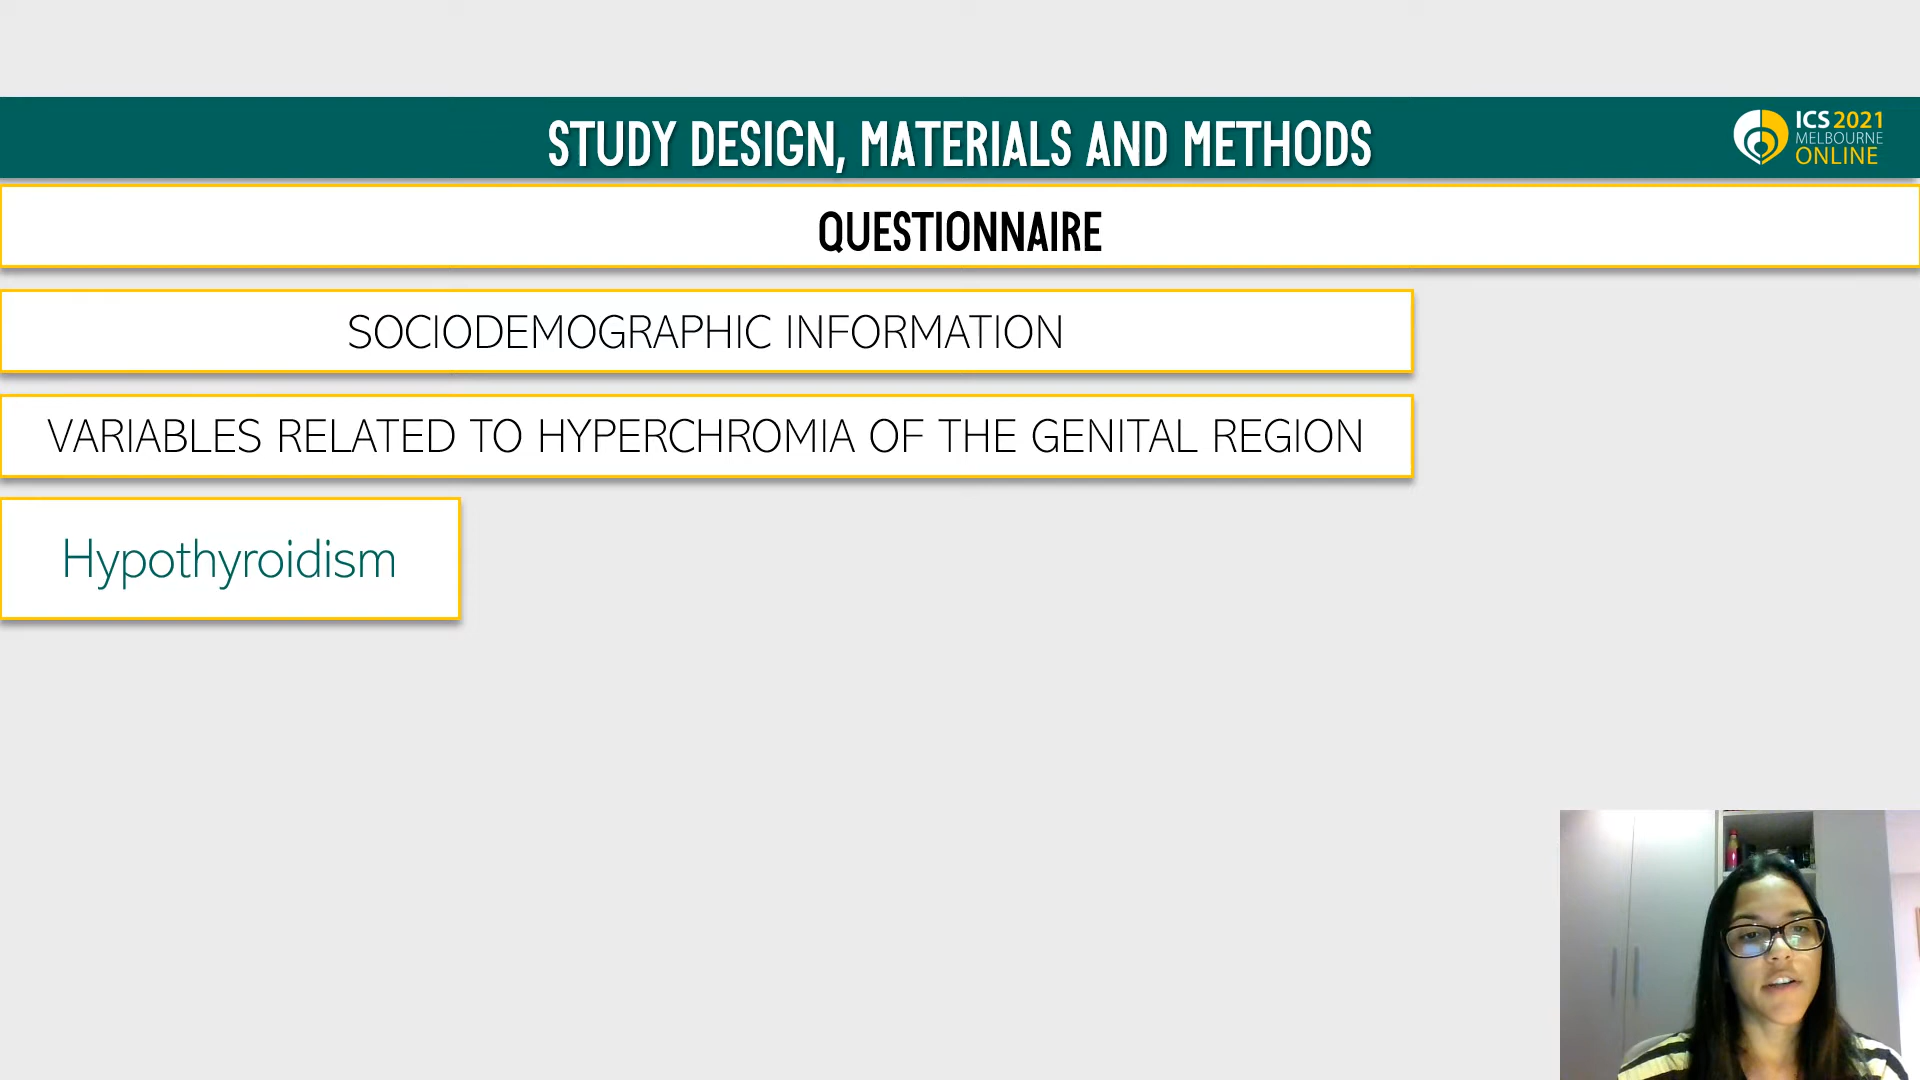 STUDY DESIGN, MATERIALS AND METHODS
ICS 2021
MELBOURNE
ONLINE
QUESTIONNAIRE
SOCIODEMOGRAPHIC INFORMATION
VARIABLES RELATED TO HYPERCHROMIA OF THE GENITAL REGION
Hypothyroidism